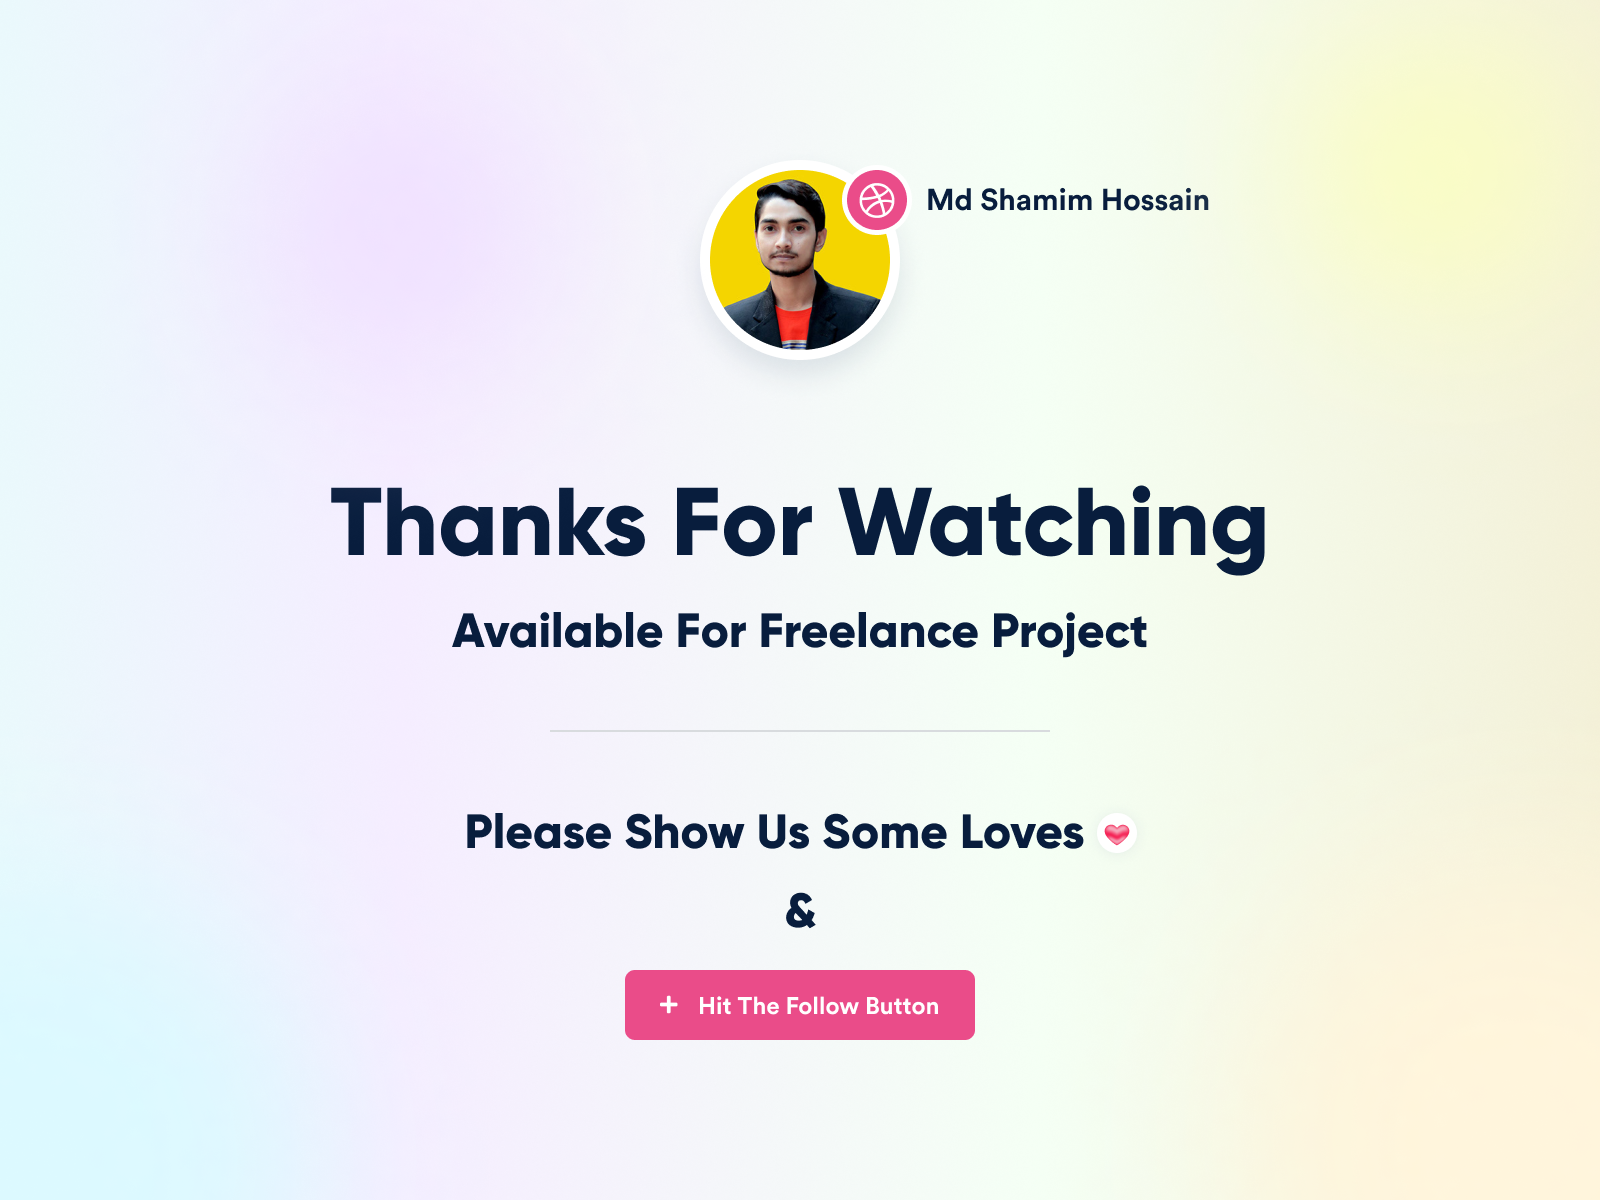 Md Shamim Hossain
Thanks For Watching
Available For Freelance Project
Please Show Us Some Loves
&
+ Hit The Follow Button